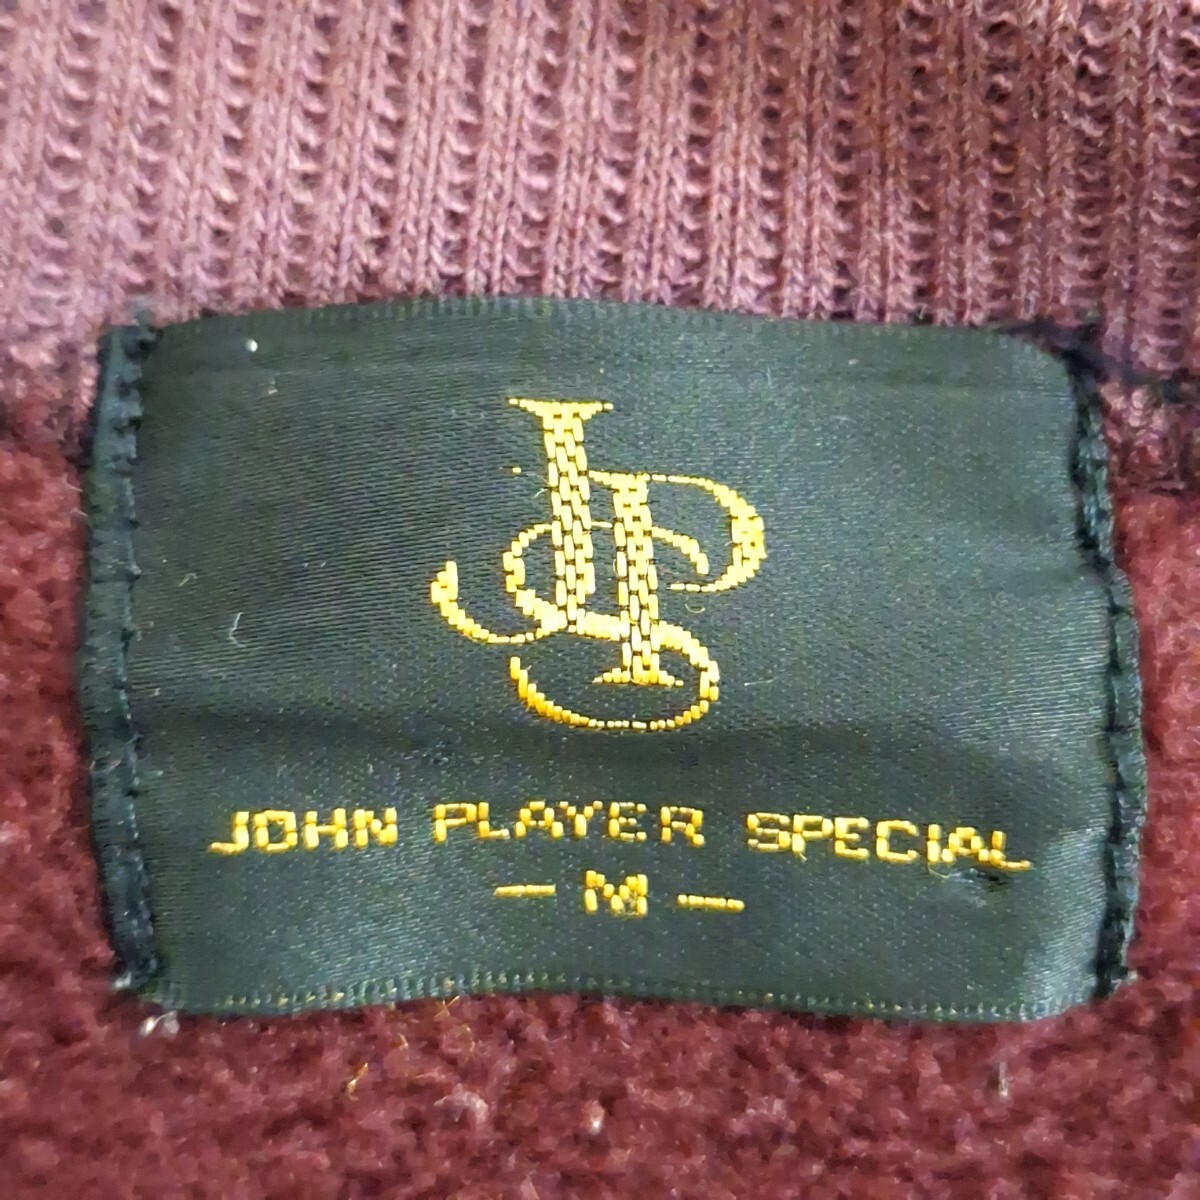 JPS
JOHN PLAYER SPECIAL
- M -